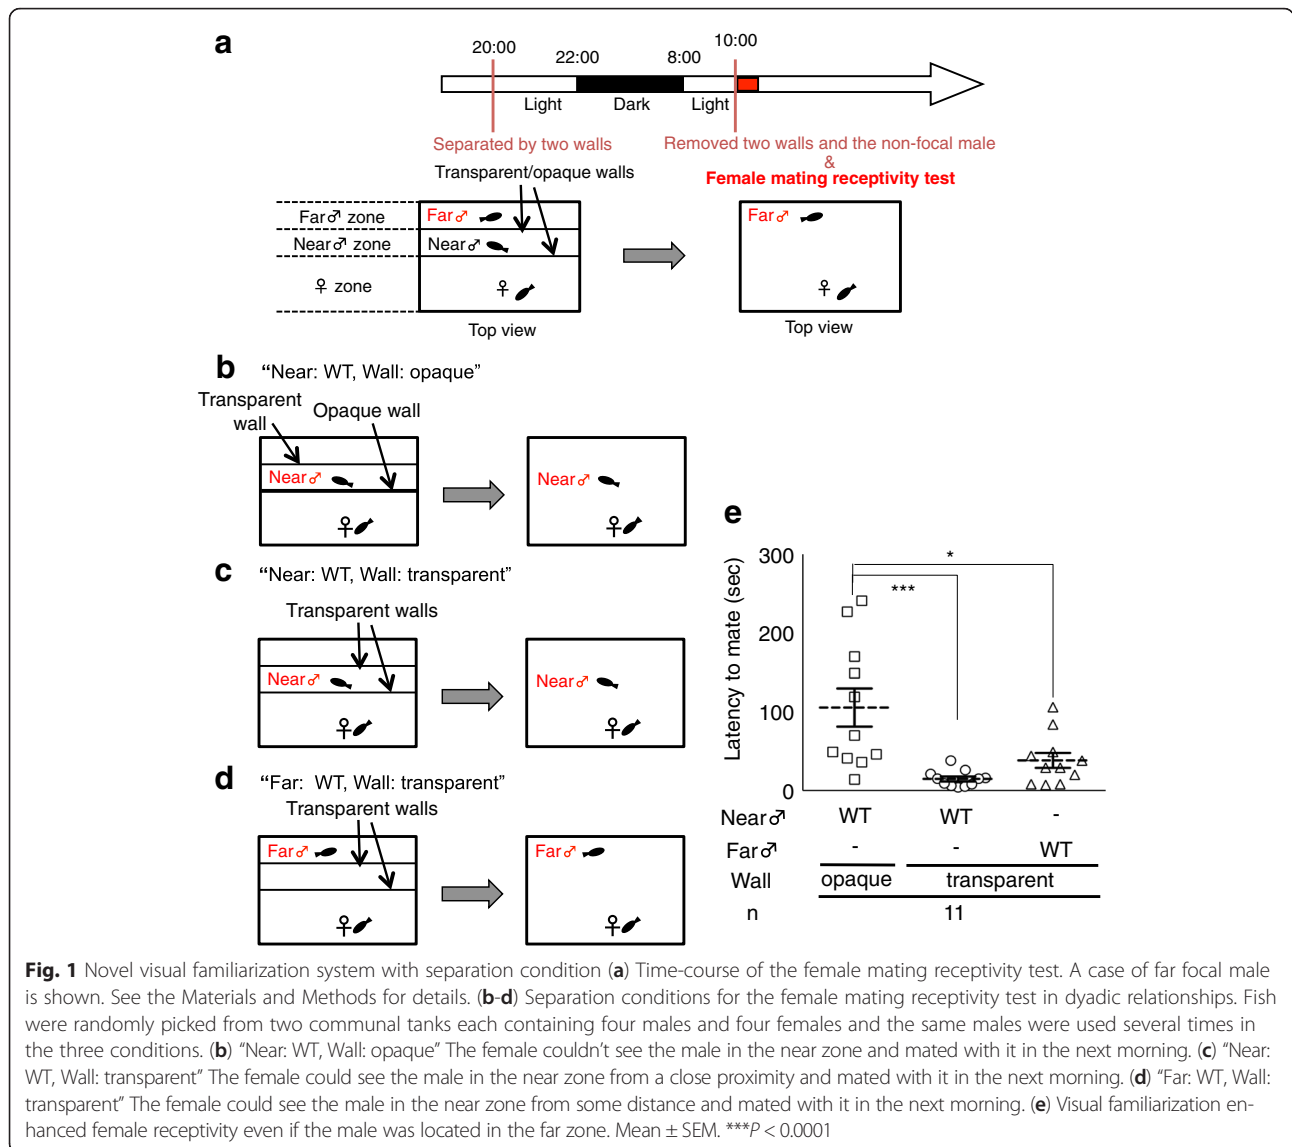 a
20:00
22:00
8:00
10:00
Light
Dark
Light
Separated by two walls
Removed two walls and the non-focal male
&
Female mating receptivity test
Transparent/opaque walls
Far♂ zone
Near♂ zone
♀ zone
Far♂
Near♂
♀
Top view
Far♂
♀
Top view
b "Near: WT, Wall: opaque"
Transparent
wall
Opaque wall
Near♂
♀
Near♂
♀
c "Near: WT, Wall: transparent"
Transparent walls
Near♂
♀
Near♂
♀
d "Far: WT, Wall: transparent"
Transparent walls
Far♂
♀
Far♂
♀
e
Latency to mate (sec)
300
200
100
0
*
***
Near♂ WT WT -
Far♂ - - WT
Wall opaque transparent
n 11
Fig. 1 Novel visual familiarization system with separation condition (a) Time-course of the female mating receptivity test. A case of far focal male
is shown. See the Materials and Methods for details. (b-d) Separation conditions for the female mating receptivity test in dyadic relationships. Fish
were randomly picked from two communal tanks each containing four males and four females and the same males were used several times in
the three conditions. (b) "Near: WT, Wall: opaque" The female couldn't see the male in the near zone and mated with it in the next morning. (c) "Near:
WT, Wall: transparent" The female could see the male in the near zone from a close proximity and mated with it in the next morning. (d) "Far: WT, Wall:
transparent" The female could see the male in the near zone from some distance and mated with it in the next morning. (e) Visual familiarization en-
hanced female receptivity even if the male was located in the far zone. Mean ± SEM. ***P < 0.0001